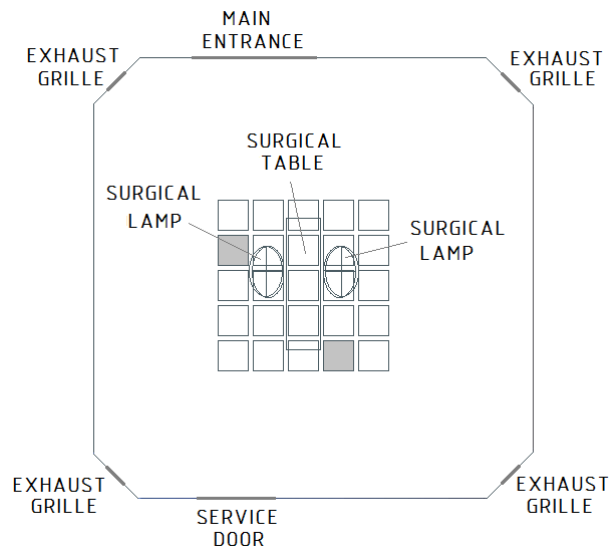 MAIN
ENTRANCE
EXHAUST
GRILLE
EXHAUST
GRILLE
SURGICAL
TABLE
SURGICAL
LAMP
SURGICAL
LAMP
EXHAUST
GRILLE
EXHAUST
GRILLE
SERVICE
DOOR